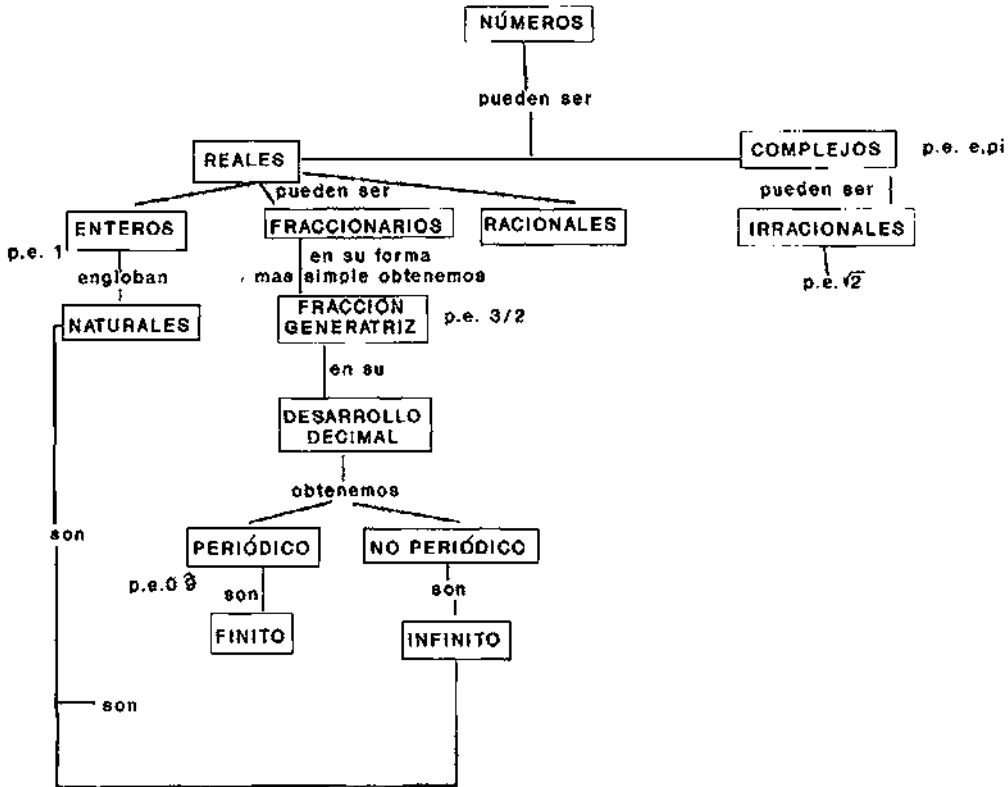 NÚMEROS
pueden ser
REALES
COMPLEJOS
p.e. e,pi
pueden ser
pueden ser
ENTEROS
FRACCIONARIOS
RACIONALES
IRRACIONALES
p.e. 1
en su forma
mas simple obtenemos
engloban
p.e. √2
NATURALES
FRACCIÓN
GENERATRIZ
p.e. 3/2
en su
DESARROLLO
DECIMAL
obtenemos
son
PERIÓDICO
NO PERIÓDICO
p.e.0
son
son
FINITO
INFINITO
son